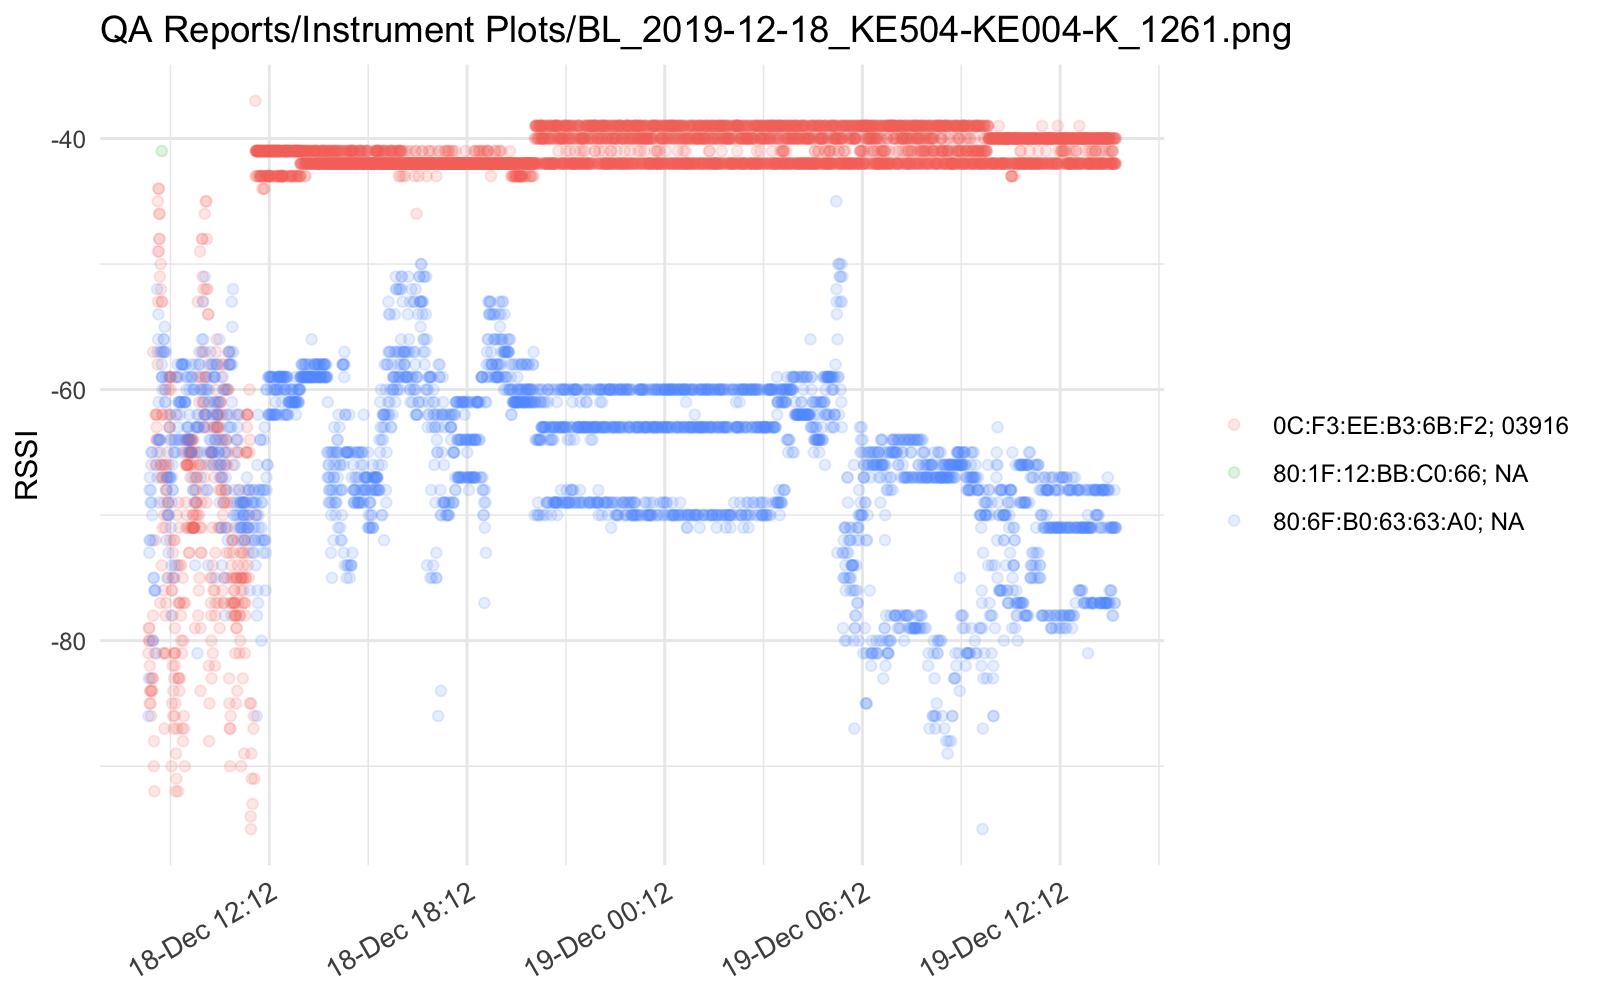 QA Reports/Instrument Plots/BL_2019-12-18_KE504-KE004-K_1261.png
-40
-60
-80
RSSI
18-Dec 12:12
18-Dec 18:12
19-Dec 00:12
19-Dec 06:12
19-Dec 12:12
0C:F3:EE:B3:6B:F2; 03916
80:1F:12:BB:C0:66; NA
80:6F:B0:63:63:A0; NA